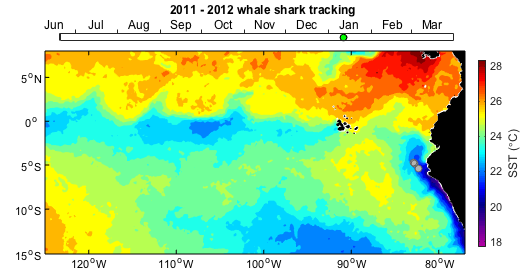 2011 - 2012 whale shark tracking
Jun Jul Aug Sep Oct Nov Dec Jan Feb Mar
5°N
0°
5°S
10°S
15°S
120°W 110°W 100°W 90°W 80°W
28
26
24
22
20
18
SST (°C)